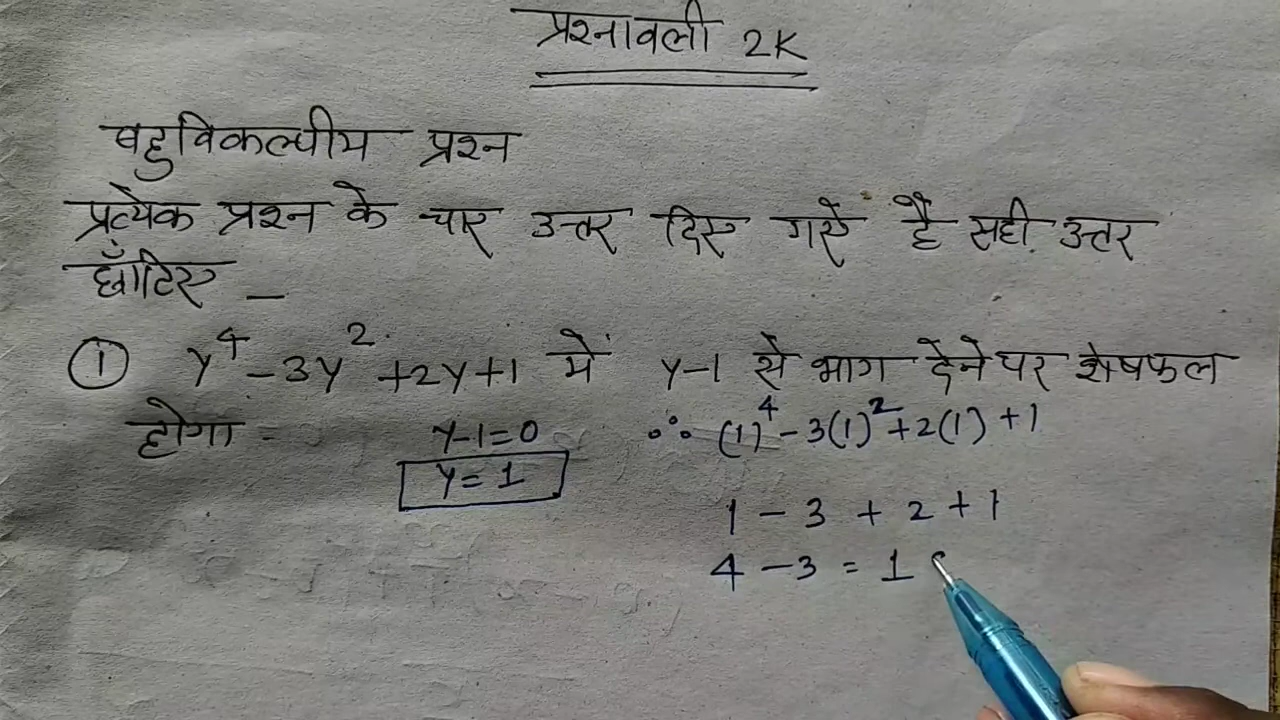 प्रश्नावली 2K
बहुविकल्पीय प्रश्न
प्रत्येक प्रश्न के चार उत्तर दिए गये है सही उत्तर
छाँटिए –
① y⁴ - 3y² + 2y + 1 में y-1 से भाग देने पर शेषफल
होगा -
y-1=0
y = 1
∴ (1)⁴ - 3(1)² + 2(1) + 1
1 - 3 + 2 + 1
4 - 3 = 1